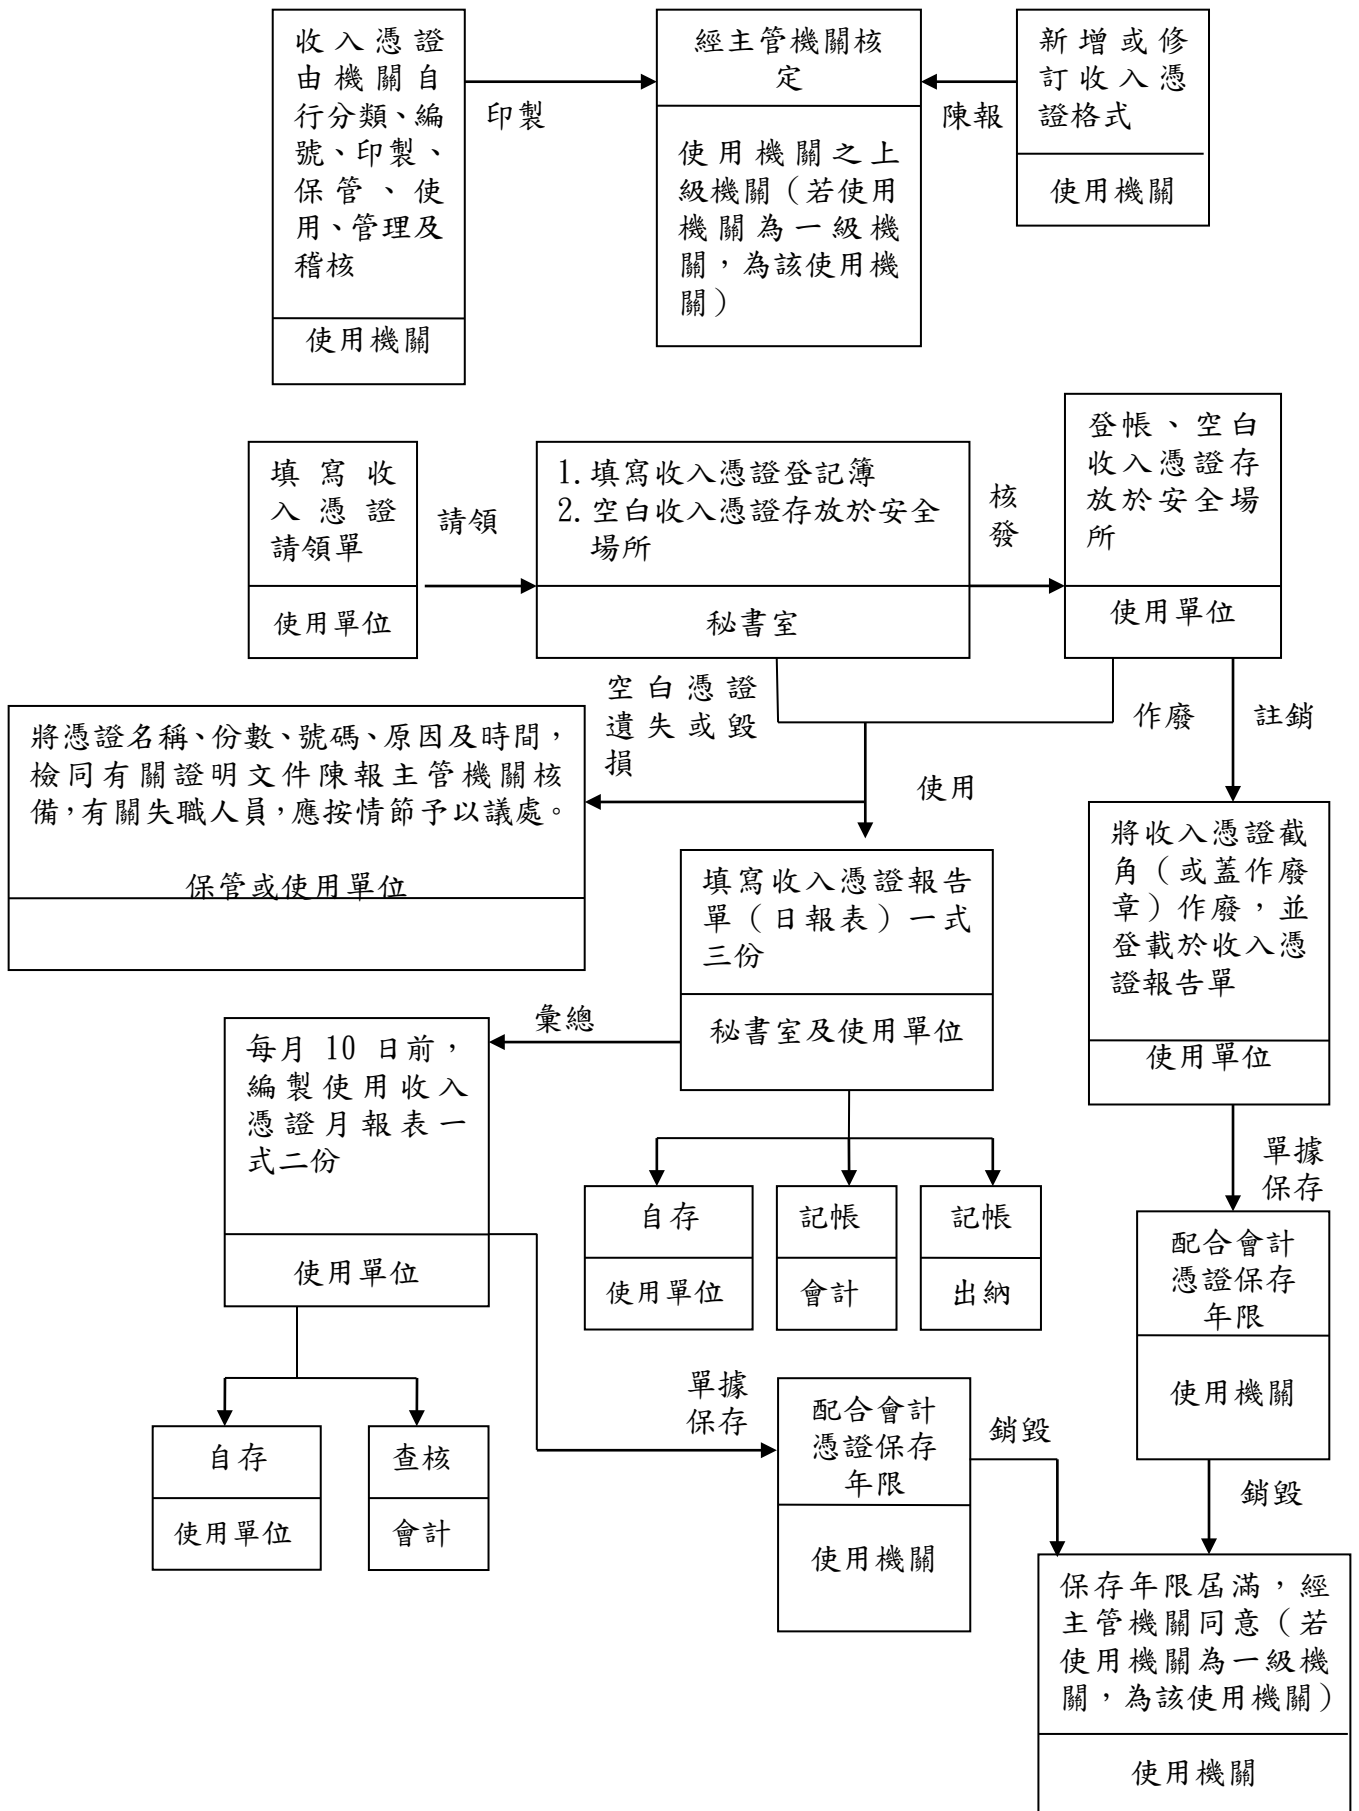 收入憑證
由機關自
行分類、編
號、印製、
保管、使
用、管理及
稽核
使用機關
印製
經主管機關核
定
使用機關之上
級機關（若使用
機關為一級機
關，為該使用機
關）
陳報
新增或修
訂收入憑
證格式
使用機關
填寫收
入憑證
請領單
使用單位
請領
1.填寫收入憑證登記簿
2.空白收入憑證存放於安全
場所
秘書室
核
發
登帳、空白
收入憑證存
放於安全場
所
使用單位
空白憑證
遺失或毀
損
作廢
註銷
將憑證名稱、份數、號碼、原因及時間，
檢同有關證明文件陳報主管機關核
備，有關失職人員，應按情節予以議處。
保管或使用單位
使用
填寫收入憑證報告
單（日報表）一式
三份
秘書室及使用單位
將收入憑證截
角（或蓋作廢
章）作廢，並
登載於收入憑
證報告單
使用單位
彙總
每月 10 日前，
編製使用收入
憑證月報表一
式二份
使用單位
自存
使用單位
記帳
會計
記帳
出納
單據
保存
配合會計
憑證保存
年限
使用機關
自存
使用單位
查核
會計
單據
保存
配合會計
憑證保存
年限
使用機關
銷毀
銷毀
保存年限屆滿，經
主管機關同意（若
使用機關為一級機
關，為該使用機關）
使用機關